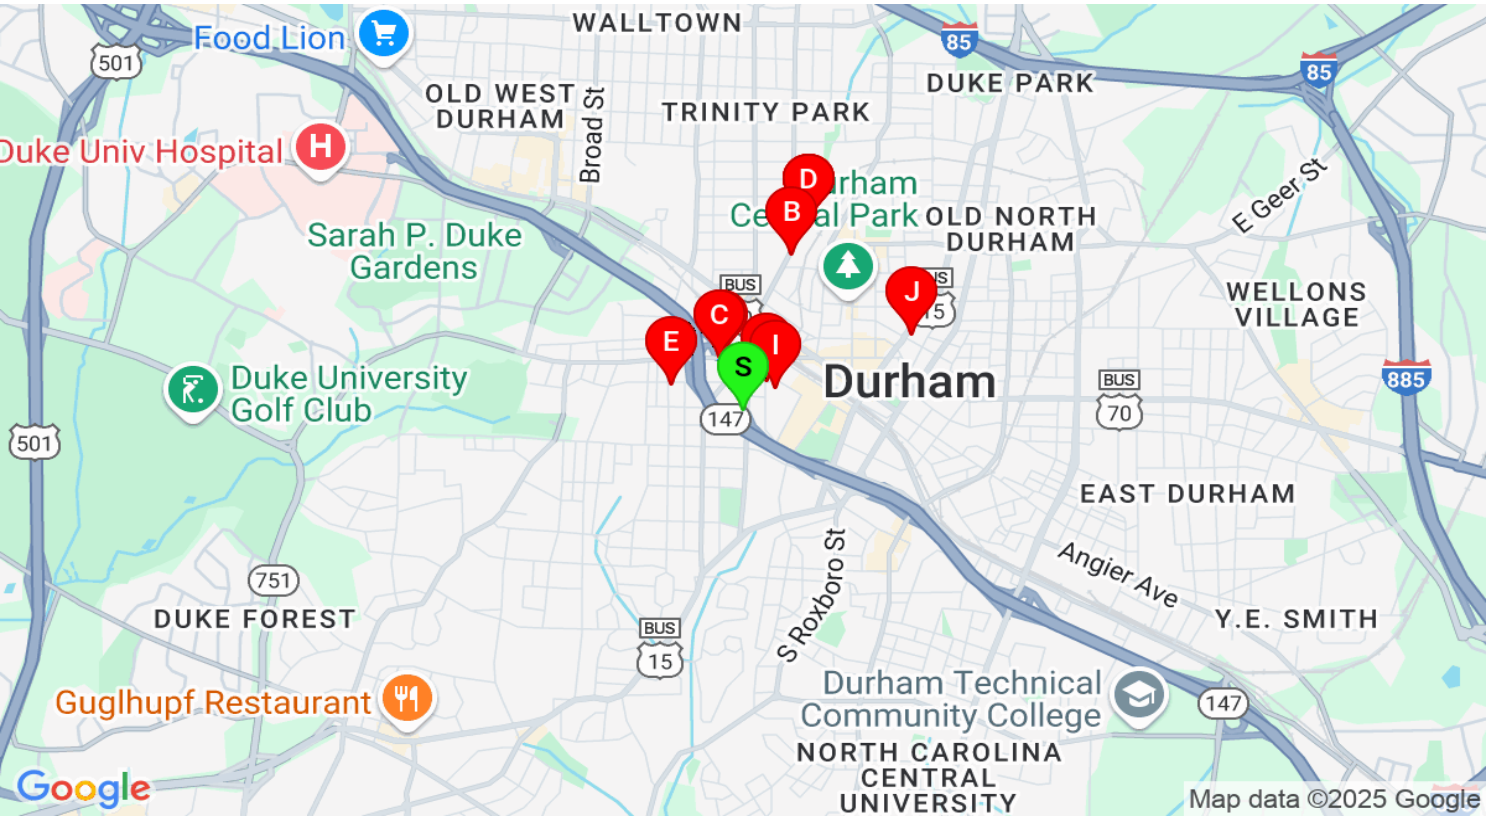 WALLTOWN
Food Lion
85
501
85
DUKE PARK
OLD WEST
DURHAM
Broad St
TRINITY PARK
Duke Univ Hospital
H
D
rham
E Geer St
B
Ce
al Park
OLD NORTH
DURHAM
Sarah P. Duke
Gardens
BUS
J
US
15
WELLONS
VILLAGE
C
E
I
S
Durham
Duke University
Golf Club
885
BUS
70
147
501
EAST DURHAM
S Roxboro St
Angier Ave
751
DUKE FOREST
BUS
15
Y.E. SMITH
Guglhupf Restaurant
Durham Technical
Community College
147
NORTH CAROLINA
CENTRAL
UNIVERSITY
Google
Map data ©2025 Google